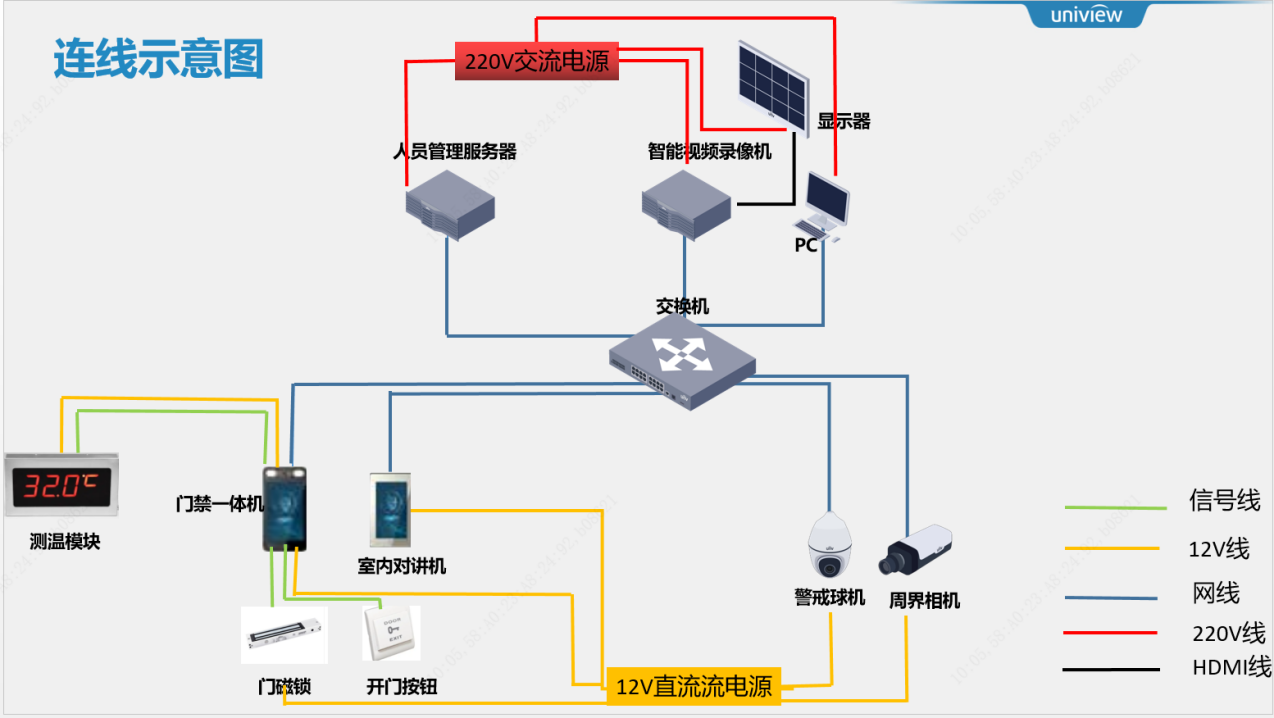 uniview
连线示意图
220V交流电源
显示器
人员管理服务器
智能视频录像机
PC
交换机
32.0℃
门禁一体机
测温模块
室内对讲机
警戒球机
周界相机
DOOR
EXIT
门磁锁
开门按钮
12V直流流电源
信号线
12V线
网线
220V线
HDMI线